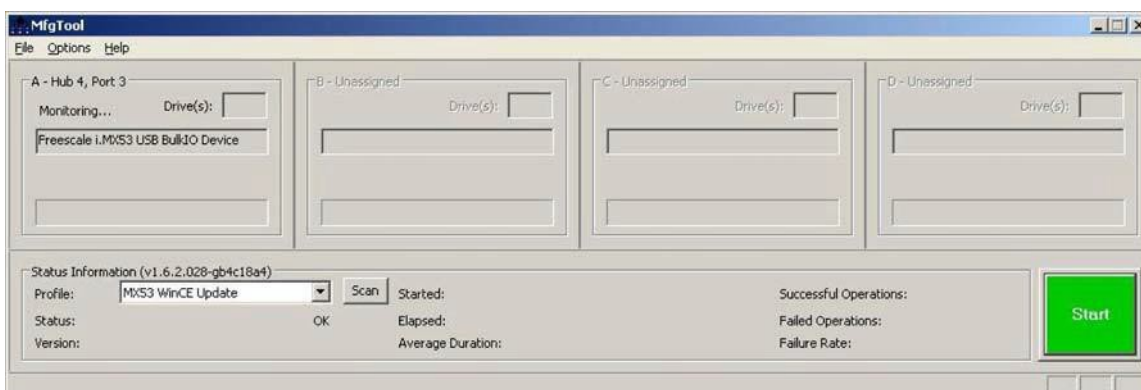 MfgTool
File Options Help
A - Hub 4, Port 3
Monitoring... Drive(s):
Freescale i.MX53 USB BulkIO Device
B - Unassigned
Drive(s):
C - Unassigned
Drive(s):
D - Unassigned
Drive(s):
Status Information (v1.6.2.028-gb4c18a4)
Profile: MX53 WinCE Update Scan Started: Successful Operations:
Status: OK Elapsed: Failed Operations:
Version: Average Duration: Failure Rate:
Start